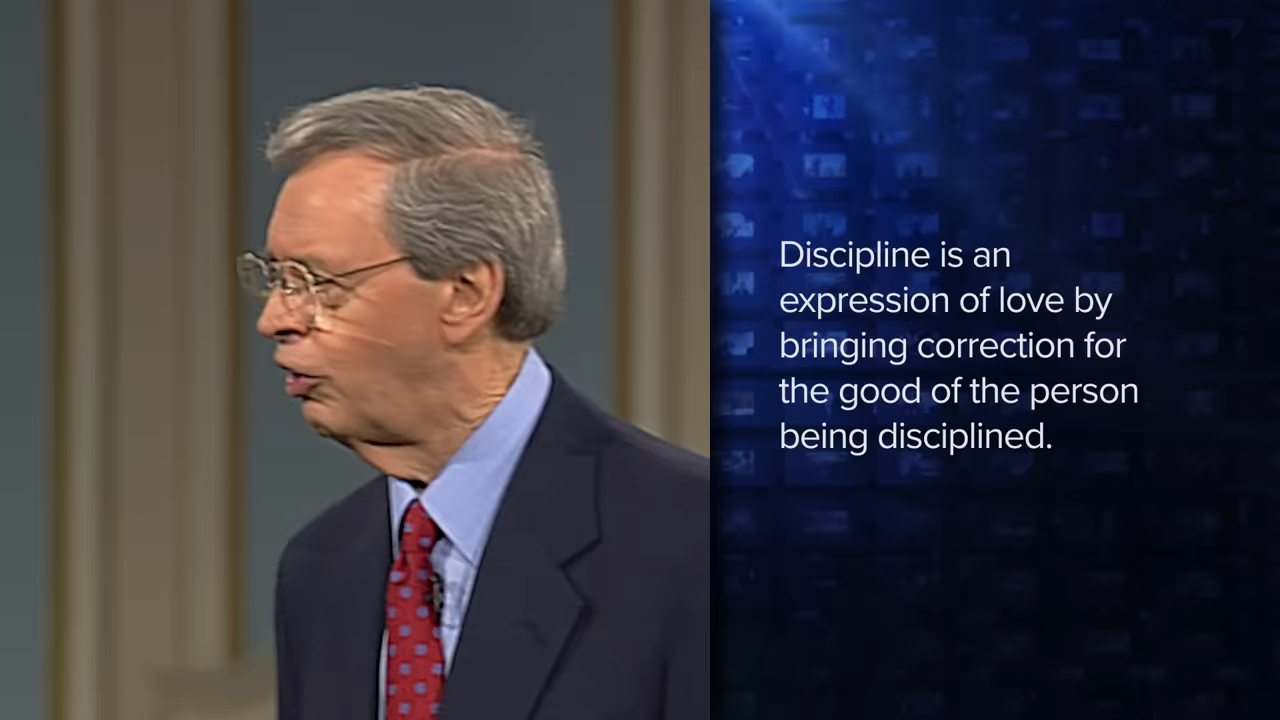 Discipline is an
expression of love by
bringing correction for
the good of the person
being disciplined.